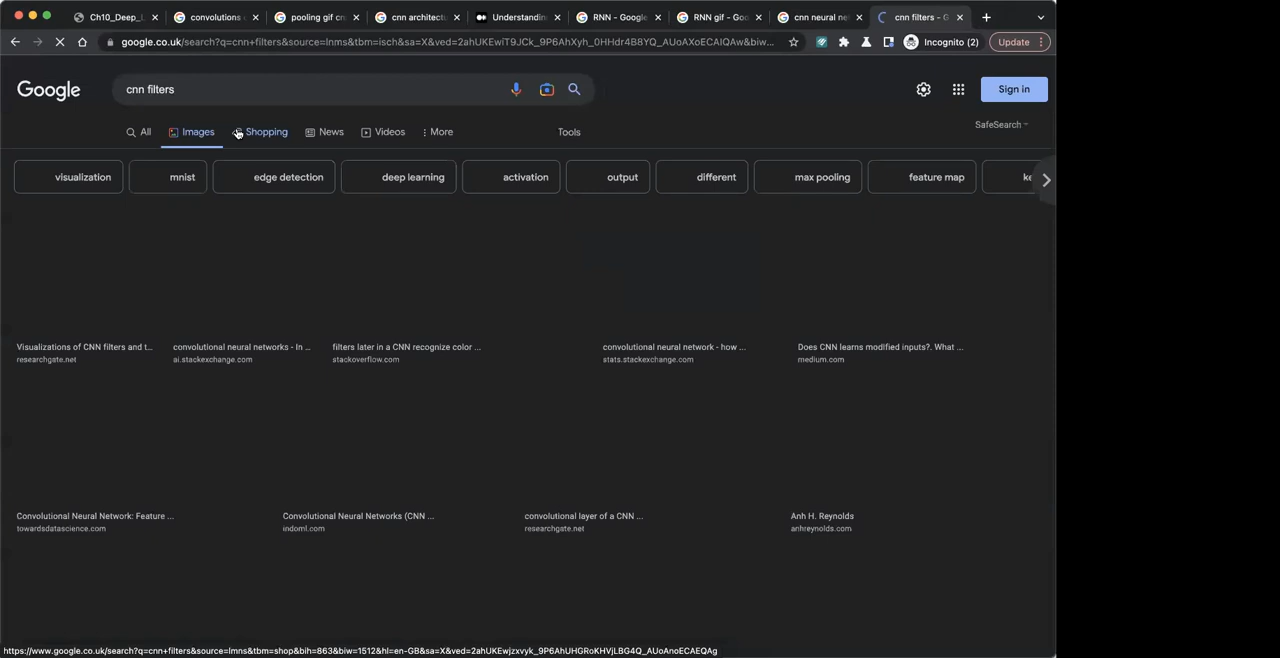 Ch10_Deep_L convolutions pooling gif cn cnn architectu Understandin RNN - Google RNN gif - Goo cnn neural ne cnn filters - G
google.co.uk/search?q=cnn+filters&source=lnms&tbm=isch&sa=X&ved=2ahUKEwiT9JCk_9P6AhXyh_0HHdr4B8YQ_AUoAXoECAIQAw&biw... Incognito (2) Update
Google cnn filters Sign in
All Images Shopping News Videos More Tools SafeSearch
visualization mnist edge detection deep learning activation output different max pooling feature map ke
Visualizations of CNN filters and t... convolutional neural networks - In ... filters later in a CNN recognize color ... convolutional neural network - how ... Does CNN learns modified inputs?. What ...
researchgate.net ai.stackexchange.com stackoverflow.com stats.stackexchange.com medium.com
Convolutional Neural Network: Feature ... Convolutional Neural Networks (CNN ... convolutional layer of a CNN ... Anh H. Reynolds
towardsdatascience.com indoml.com researchgate.net anhreynolds.com
https://www.google.co.uk/search?q=cnn+filters&source=lmns&tbm=shop&bih=863&biw=1512&hl=en-GB&sa=X&ved=2ahUKEwjzxvyk_9P6AhUHGRoKHVjLBG4Q_AUoAnoECAEQAg